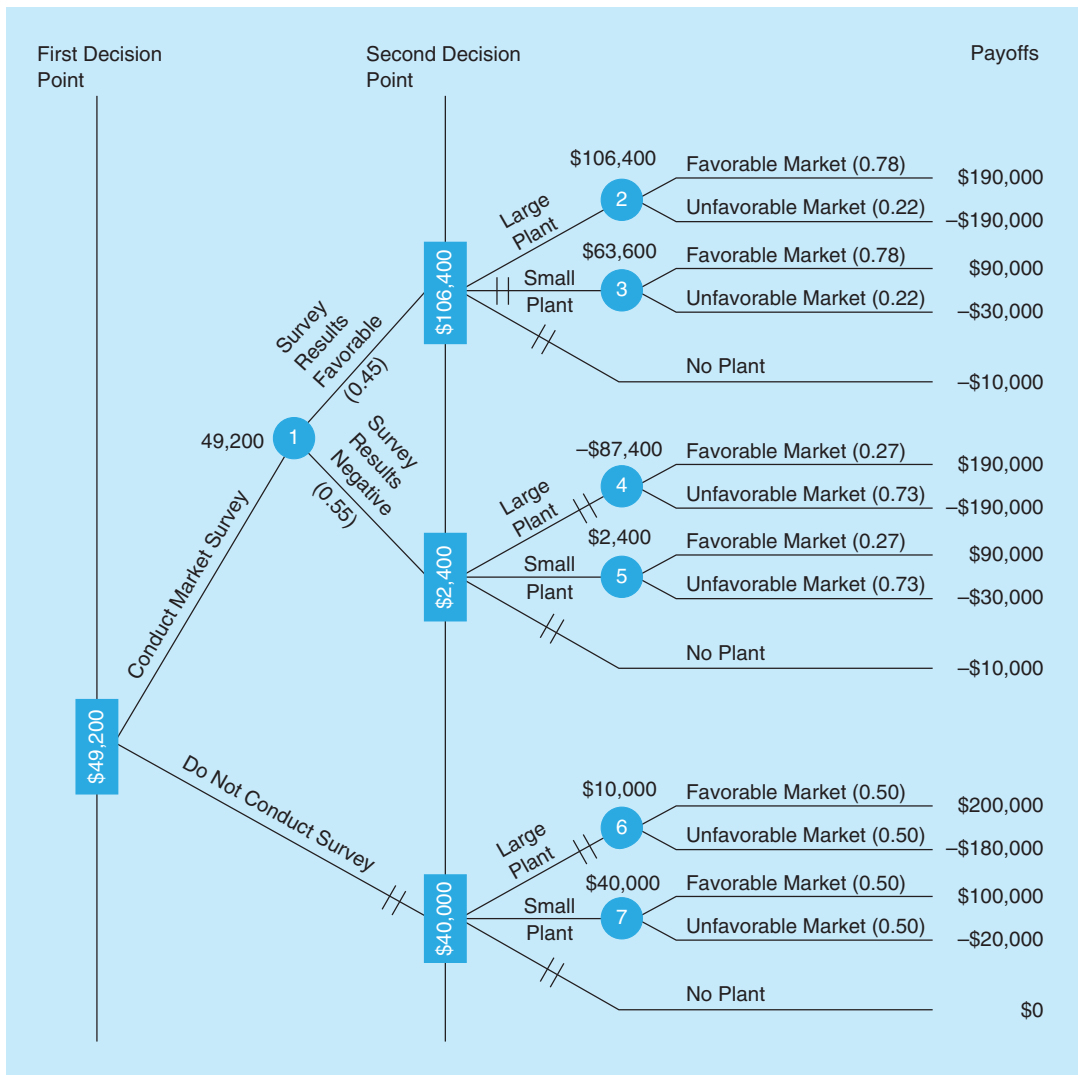 First Decision
Point
Second Decision
Point
Payoffs
$106,400
Favorable Market (0.78)
$190,000
Large
Plant
2
Unfavorable Market (0.22)
–$190,000
$63,600
Favorable Market (0.78)
$90,000
$106,400
Small
Plant
3
Unfavorable Market (0.22)
–$30,000
No Plant
–$10,000
Survey
Results
Favorable
(0.45)
49,200
1
Survey
Results
Negative
(0.55)
–$87,400
Favorable Market (0.27)
$190,000
Large
Plant
4
Unfavorable Market (0.73)
–$190,000
$2,400
Favorable Market (0.27)
$90,000
$2,400
Small
Plant
5
Unfavorable Market (0.73)
–$30,000
No Plant
–$10,000
Conduct Market Survey
$49,200
Do Not Conduct Survey
$10,000
Favorable Market (0.50)
$200,000
Large
Plant
6
Unfavorable Market (0.50)
–$180,000
$40,000
Favorable Market (0.50)
$100,000
$40,000
Small
Plant
7
Unfavorable Market (0.50)
–$20,000
No Plant
$0